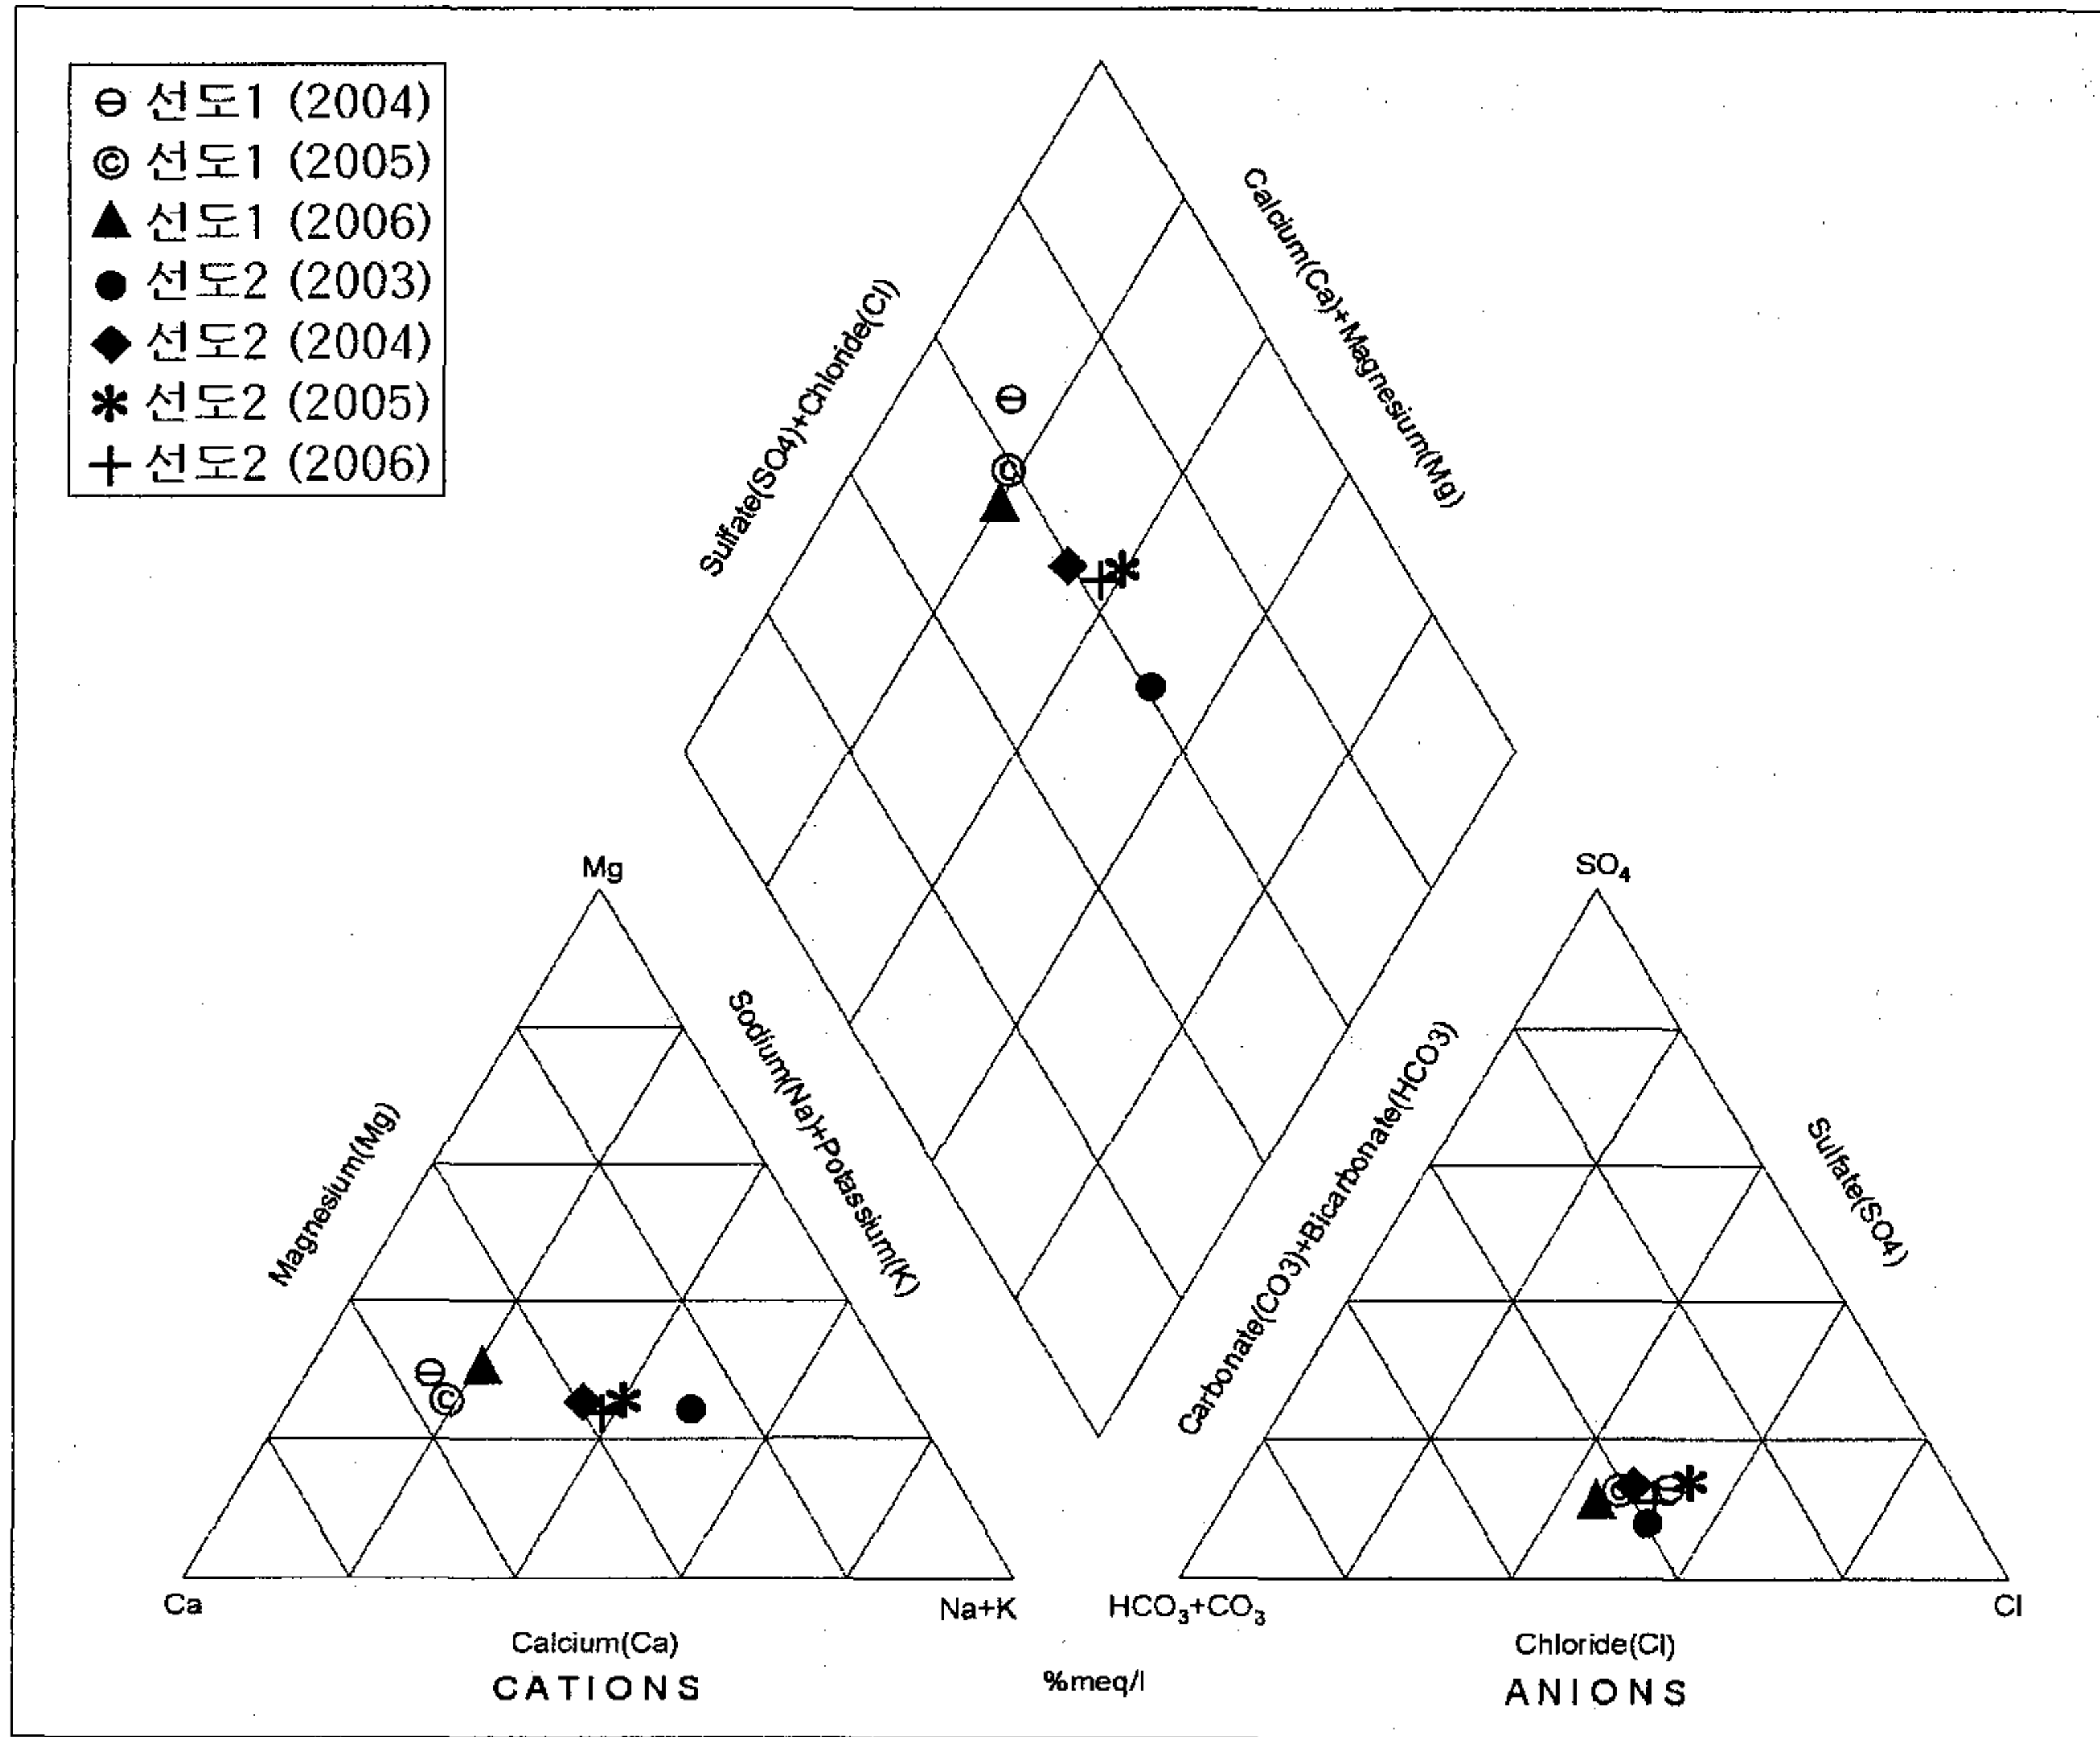 ⊖ 선도1 (2004)
© 선도1 (2005)
▲ 선도1 (2006)
● 선도2 (2003)
◆ 선도2 (2004)
✱ 선도2 (2005)
+ 선도2 (2006)
Sulfate(SO4)+Chloride(Cl)
Calcium(Ca)+Magnesium(Mg)
Mg
SO₄
Magnesium(Mg)
Sodium(Na)+Potassium(K)
Carbonate(CO3)+Bicarbonate(HCO3)
Sulfate(SO4)
Ca
Na+K
HCO₃+CO₃
Cl
Calcium(Ca)
Chloride(Cl)
CATIONS
%meq/l
ANIONS